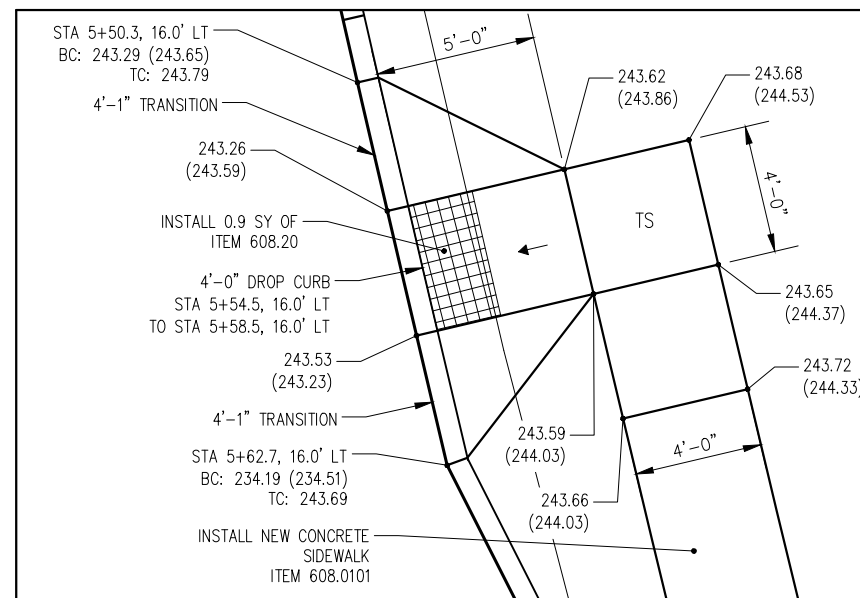 STA 5+50.3, 16.0' LT
BC: 243.29 (243.65)
TC: 243.79
4'-1" TRANSITION
243.26
(243.59)
INSTALL 0.9 SY OF
ITEM 608.20
4'-0" DROP CURB
STA 5+54.5, 16.0' LT
TO STA 5+58.5, 16.0' LT
243.53
(243.23)
4'-1" TRANSITION
STA 5+62.7, 16.0' LT
BC: 234.19 (234.51)
TC: 243.69
INSTALL NEW CONCRETE
SIDEWALK
ITEM 608.0101
5'-0"
243.62
(243.86)
243.68
(244.53)
4'-0"
TS
243.65
(244.37)
243.72
(244.33)
243.59
(244.03)
4'-0"
243.66
(244.03)